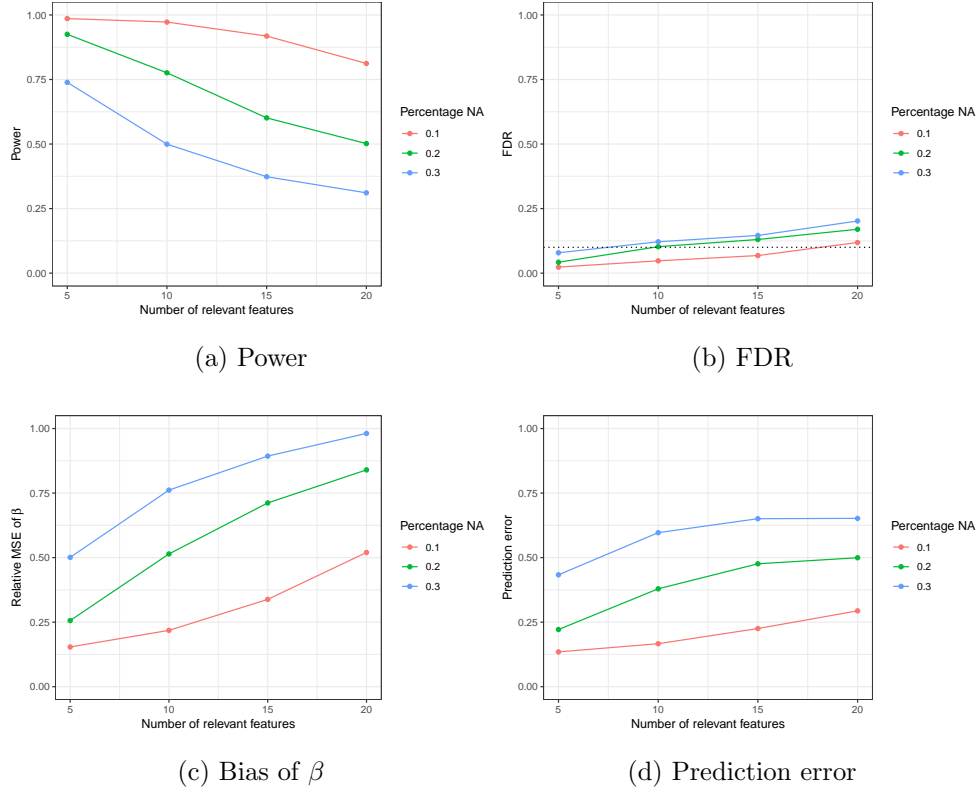 1.00
0.75
0.50
0.25
0.00
Power
5 10 15 20
Number of relevant features
Percentage NA
0.1
0.2
0.3
(a) Power
1.00
0.75
0.50
0.25
0.00
FDR
5 10 15 20
Number of relevant features
Percentage NA
0.1
0.2
0.3
(b) FDR
1.00
0.75
0.50
0.25
0.00
Relative MSE of β
5 10 15 20
Number of relevant features
Percentage NA
0.1
0.2
0.3
(c) Bias of β
1.00
0.75
0.50
0.25
0.00
Prediction error
5 10 15 20
Number of relevant features
Percentage NA
0.1
0.2
0.3
(d) Prediction error